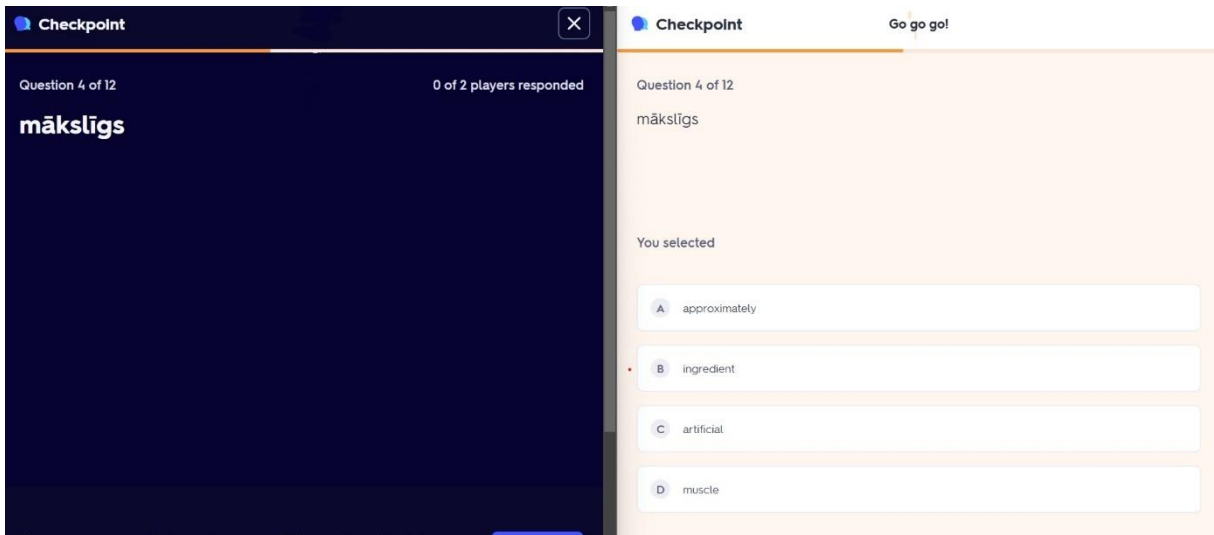 Checkpoint
Question 4 of 12
0 of 2 players responded
mākslīgs
Checkpoint
Go go go!
Question 4 of 12
mākslīgs
You selected
A approximately
B ingredient
C artificial
D muscle